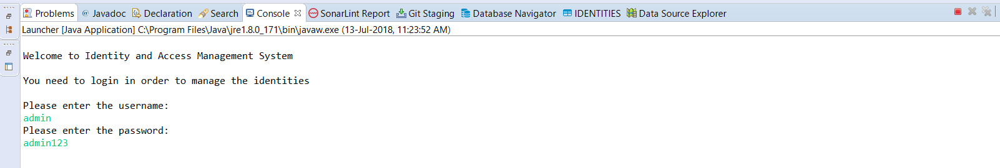 Problems @ Javadoc Declaration Search Console SonarLint Report Git Staging Database Navigator IDENTITIES Data Source Explorer
Launcher [Java Application] C:\Program Files\Java\jre1.8.0_171\bin\javaw.exe (13-Jul-2018, 11:23:52 AM)
Welcome to Identity and Access Management System
You need to login in order to manage the identities
Please enter the username:
admin
Please enter the password:
admin123